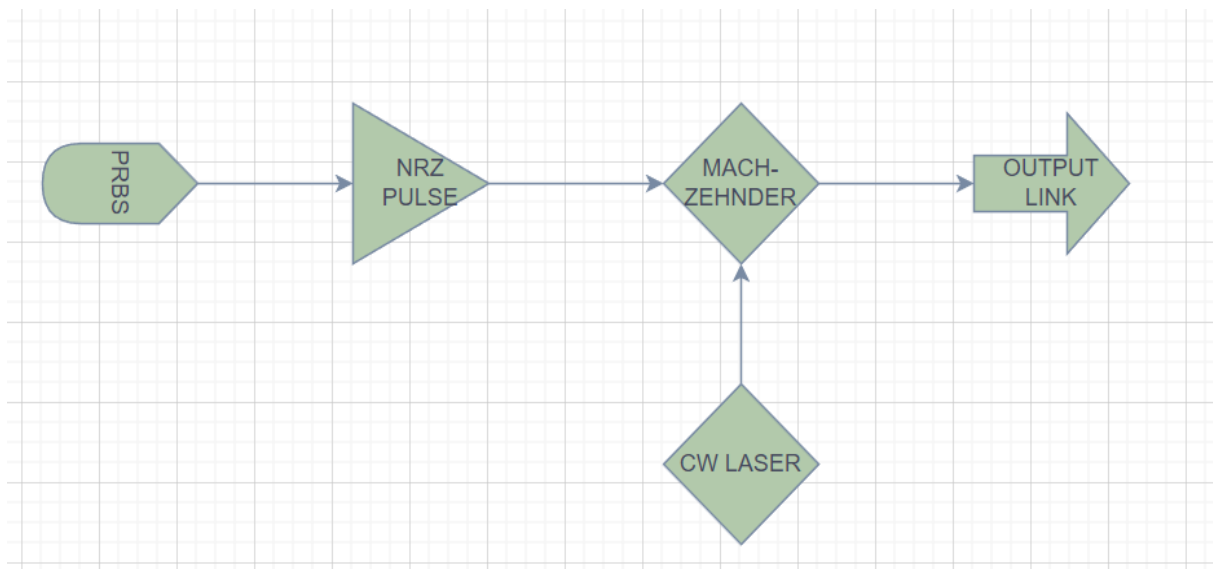 PRBS
NRZ
PULSE
MACH-
ZEHNDER
OUTPUT
LINK
CW LASER